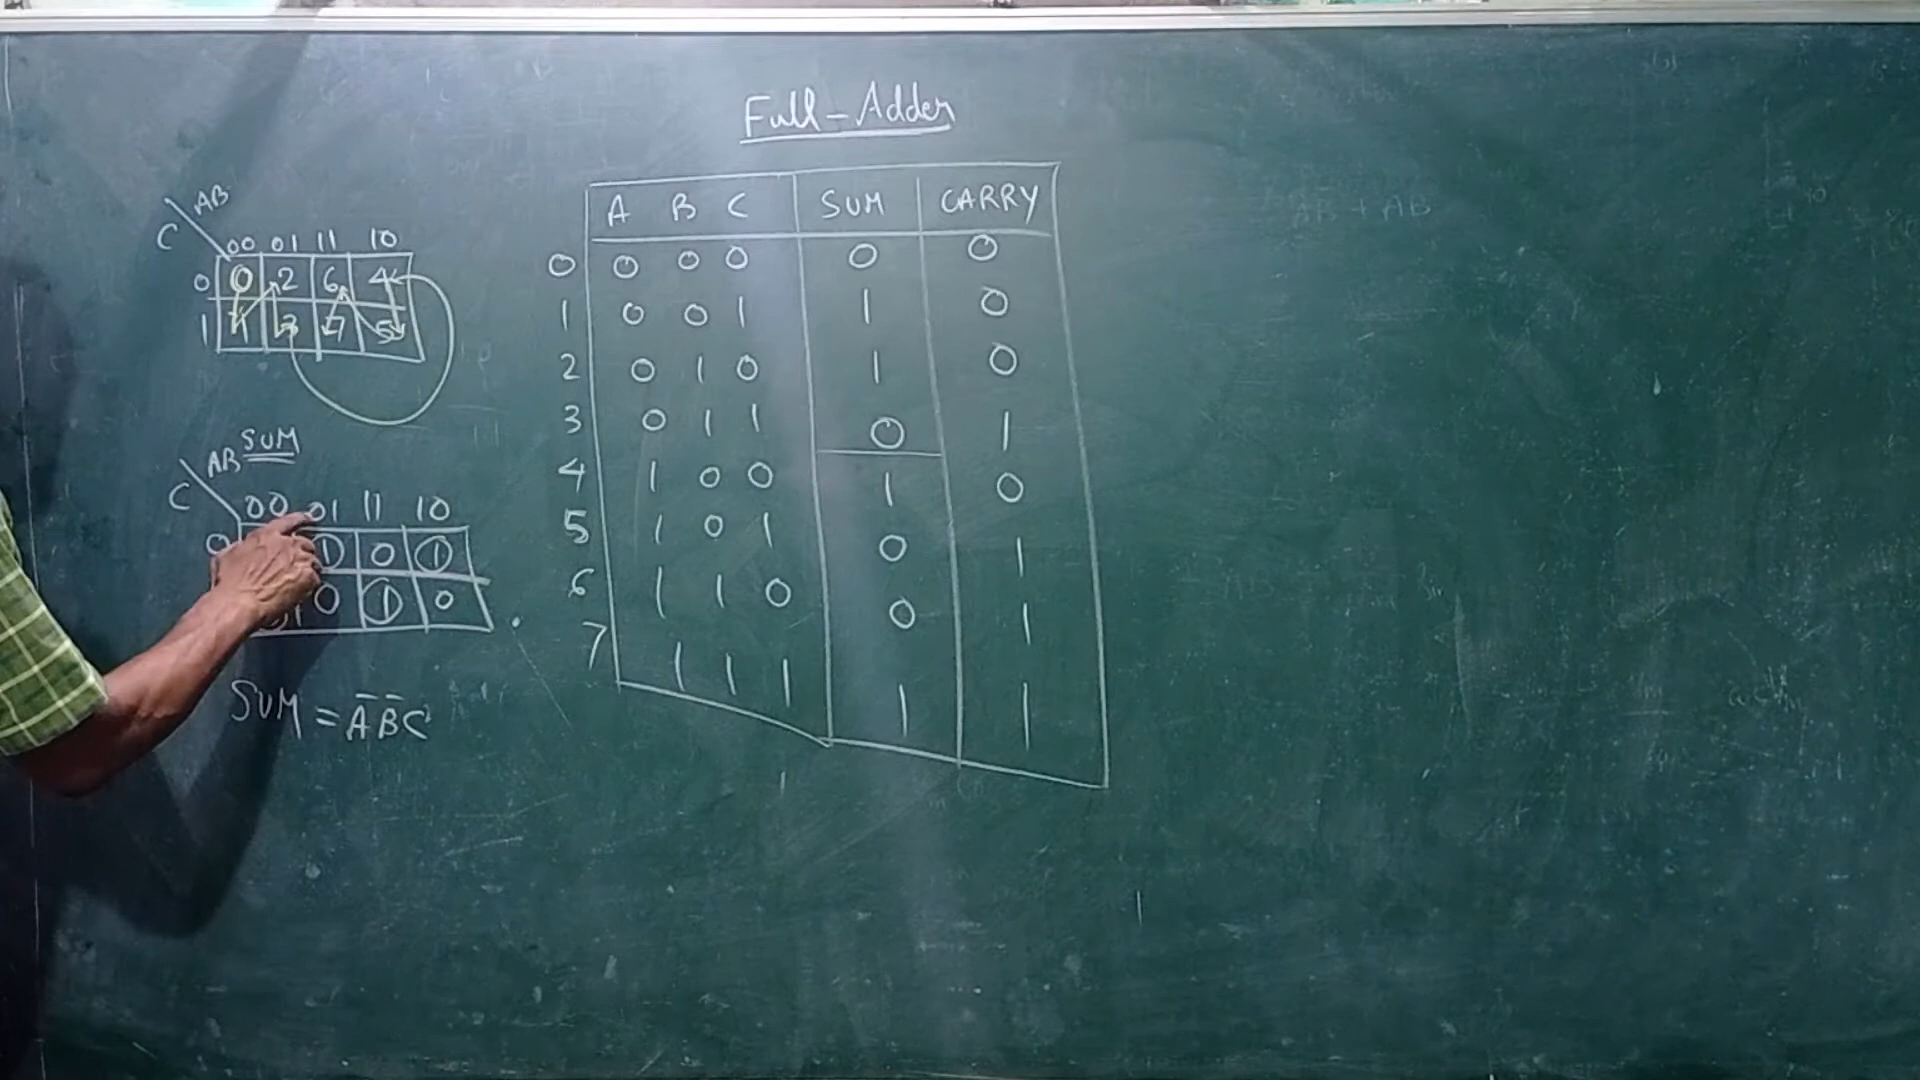 Full-Adder
AB
C
00 01 11 10
0 0 2 6 4
1 1 3 7 5
SUM
AB
C
00 01 11 10
0 1 0 1
0 1 0
SUM = A̅ B̅ C
A B C SUM CARRY
0 0 0 0 0 0
1 0 0 1 1 0
2 0 1 0 1 0
3 0 1 1 0 1
4 1 0 0 1 0
5 1 0 1 0 1
6 1 1 0 0 1
7 1 1 1 1 1